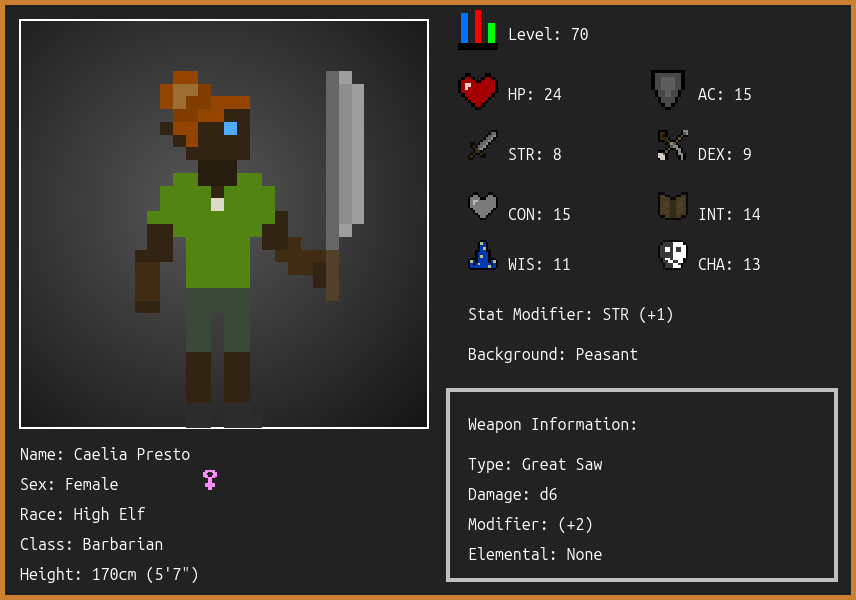 Level: 70
HP: 24
AC: 15
STR: 8
DEX: 9
CON: 15
INT: 14
WIS: 11
CHA: 13
Stat Modifier: STR (+1)
Background: Peasant
Weapon Information:
Type: Great Saw
Damage: d6
Modifier: (+2)
Elemental: None
Name: Caelia Presto
Sex: Female
Race: High Elf
Class: Barbarian
Height: 170cm (5'7")